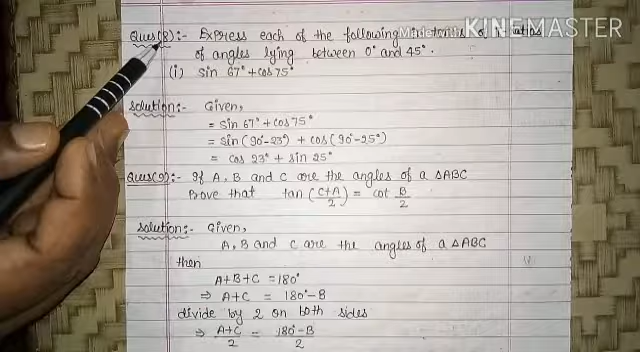 Ques(8):- Express each of the following in terms of ratios
of angles lying between 0° and 45°.
(i) sin 67° + cos 75°
Solution:- Given,
= sin 67° + cos 75°
= sin (90°-23°) + cos (90°-25°)
= cos 23° + sin 25°
Ques(9):- If A, B and C are the angles of a ΔABC
Prove that tan (C+A/2) = cot B/2
Solution:- Given,
A, B and C are the angles of a ΔABC
then
A+B+C = 180°
⇒ A+C = 180°-B
divide by 2 on both sides
⇒ A+C/2 = 180°-B/2
KINEMASTER